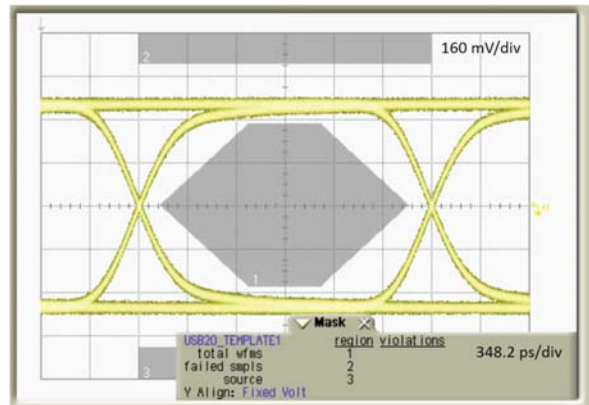 2
160 mV/div
1
Mask
USB20_TEMPLATE1 region violations
total wfms 1
failed smpls 2
source 3
Y Align: Fixed Volt
348.2 ps/div
3